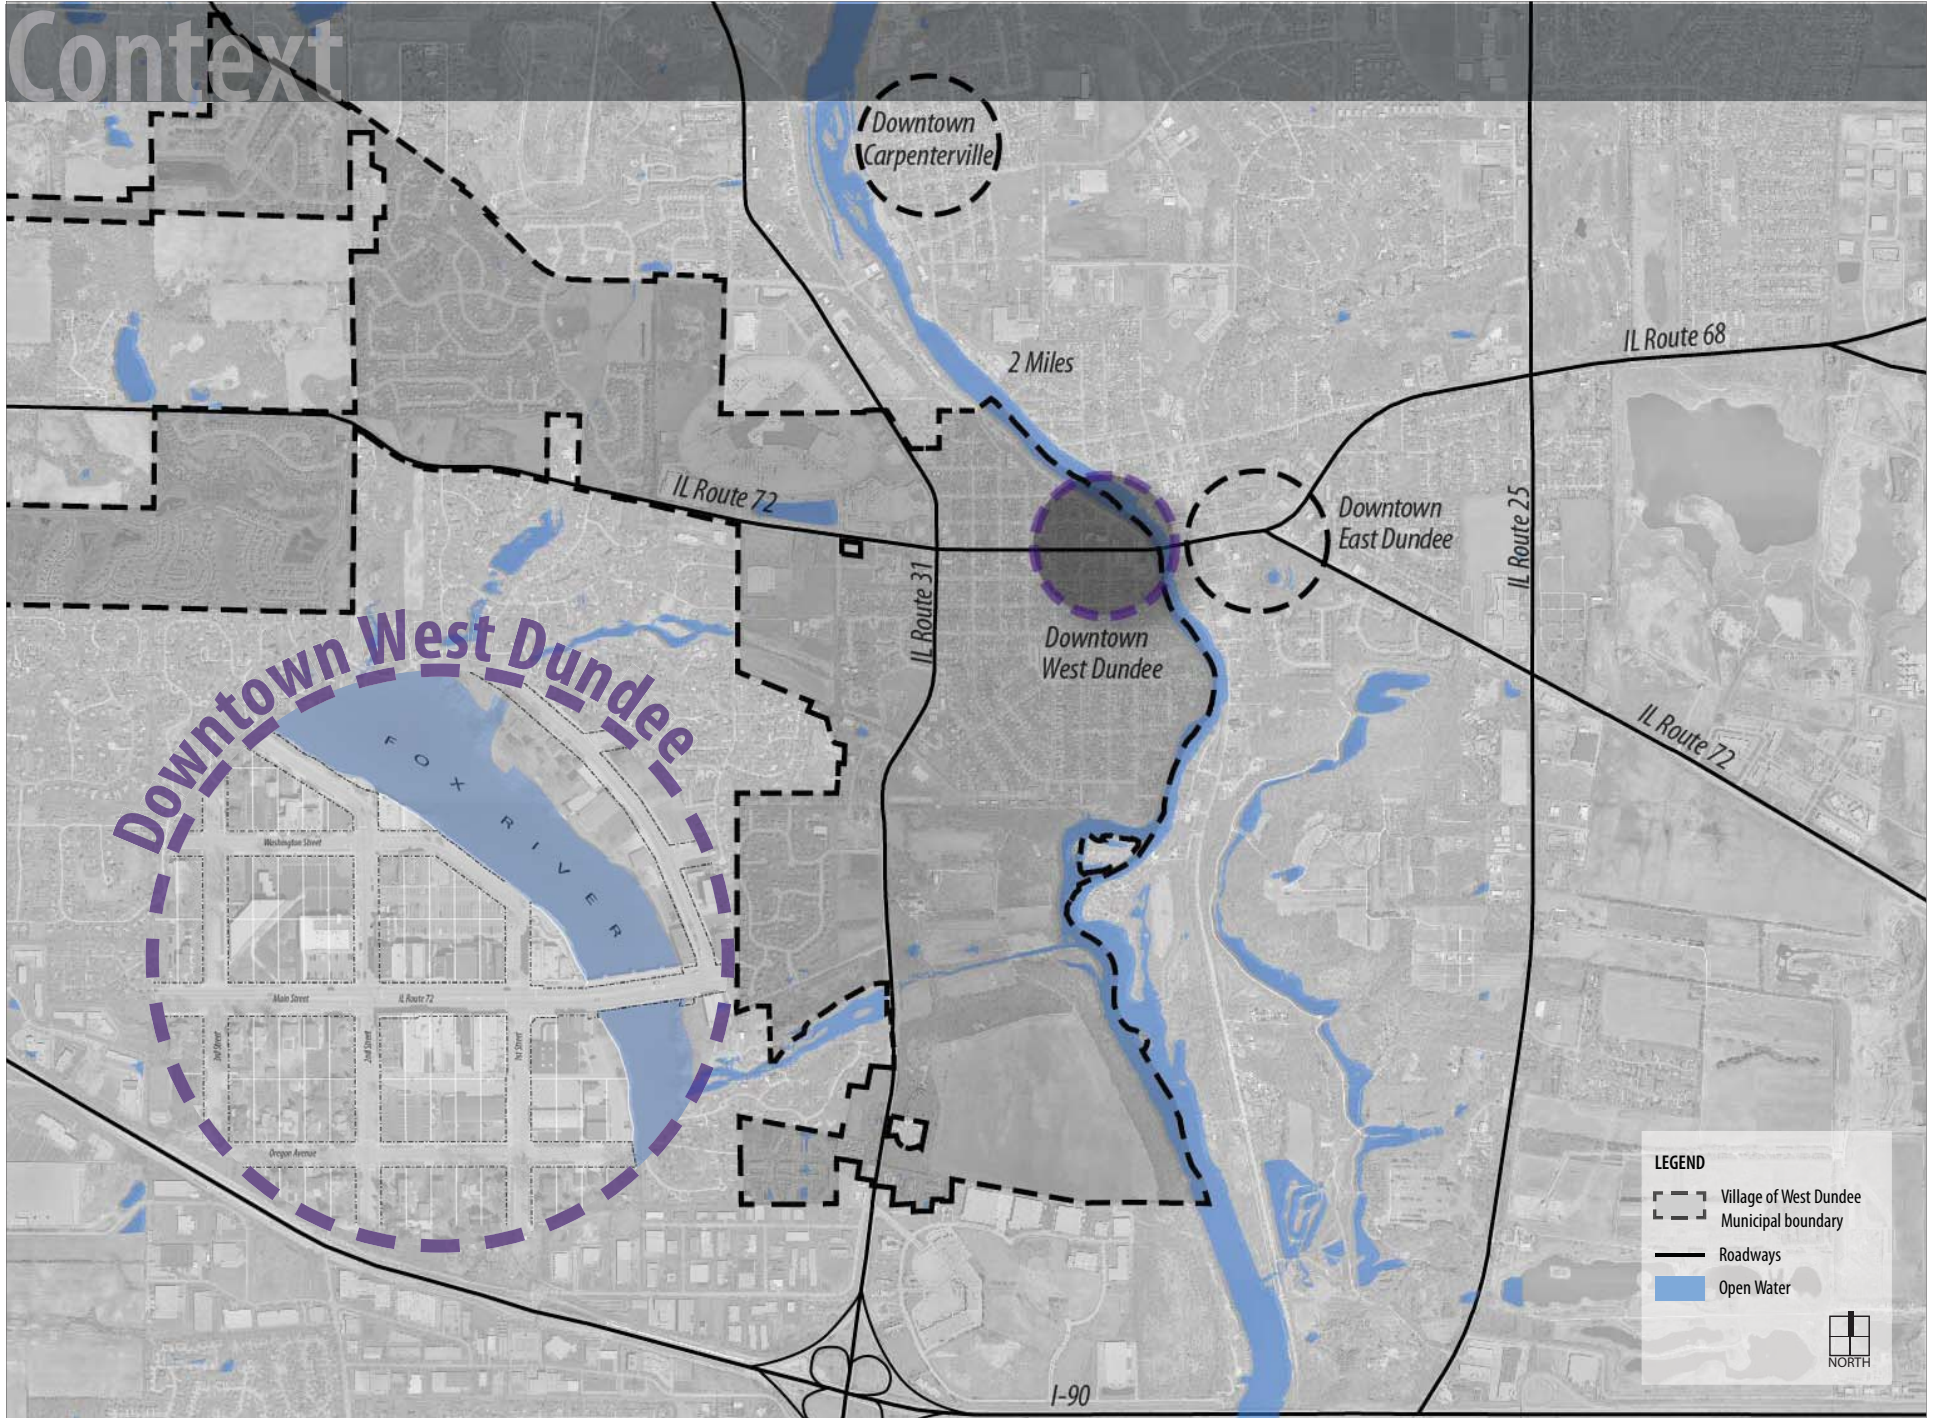 Context
Downtown
Carpenterville
2 Miles
IL Route 68
IL Route 72
Downtown
East Dundee
IL Route 25
IL Route 31
Downtown
West Dundee
IL Route 72
Downtown West Dundee
FOX RIVER
Washington Street
Main Street
IL Route 72
3rd Street
2nd Street
1st Street
Oregon Avenue
I-90
LEGEND
Village of West Dundee
Municipal boundary
Roadways
Open Water
NORTH